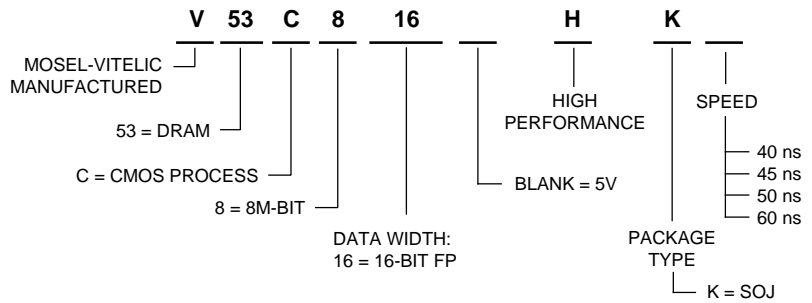 V 53 C 8 16 H K
MOSEL-VITELIC
MANUFACTURED
53 = DRAM
C = CMOS PROCESS
8 = 8M-BIT
DATA WIDTH:
16 = 16-BIT FP
BLANK = 5V
HIGH
PERFORMANCE
PACKAGE
TYPE
K = SOJ
SPEED
40 ns
45 ns
50 ns
60 ns